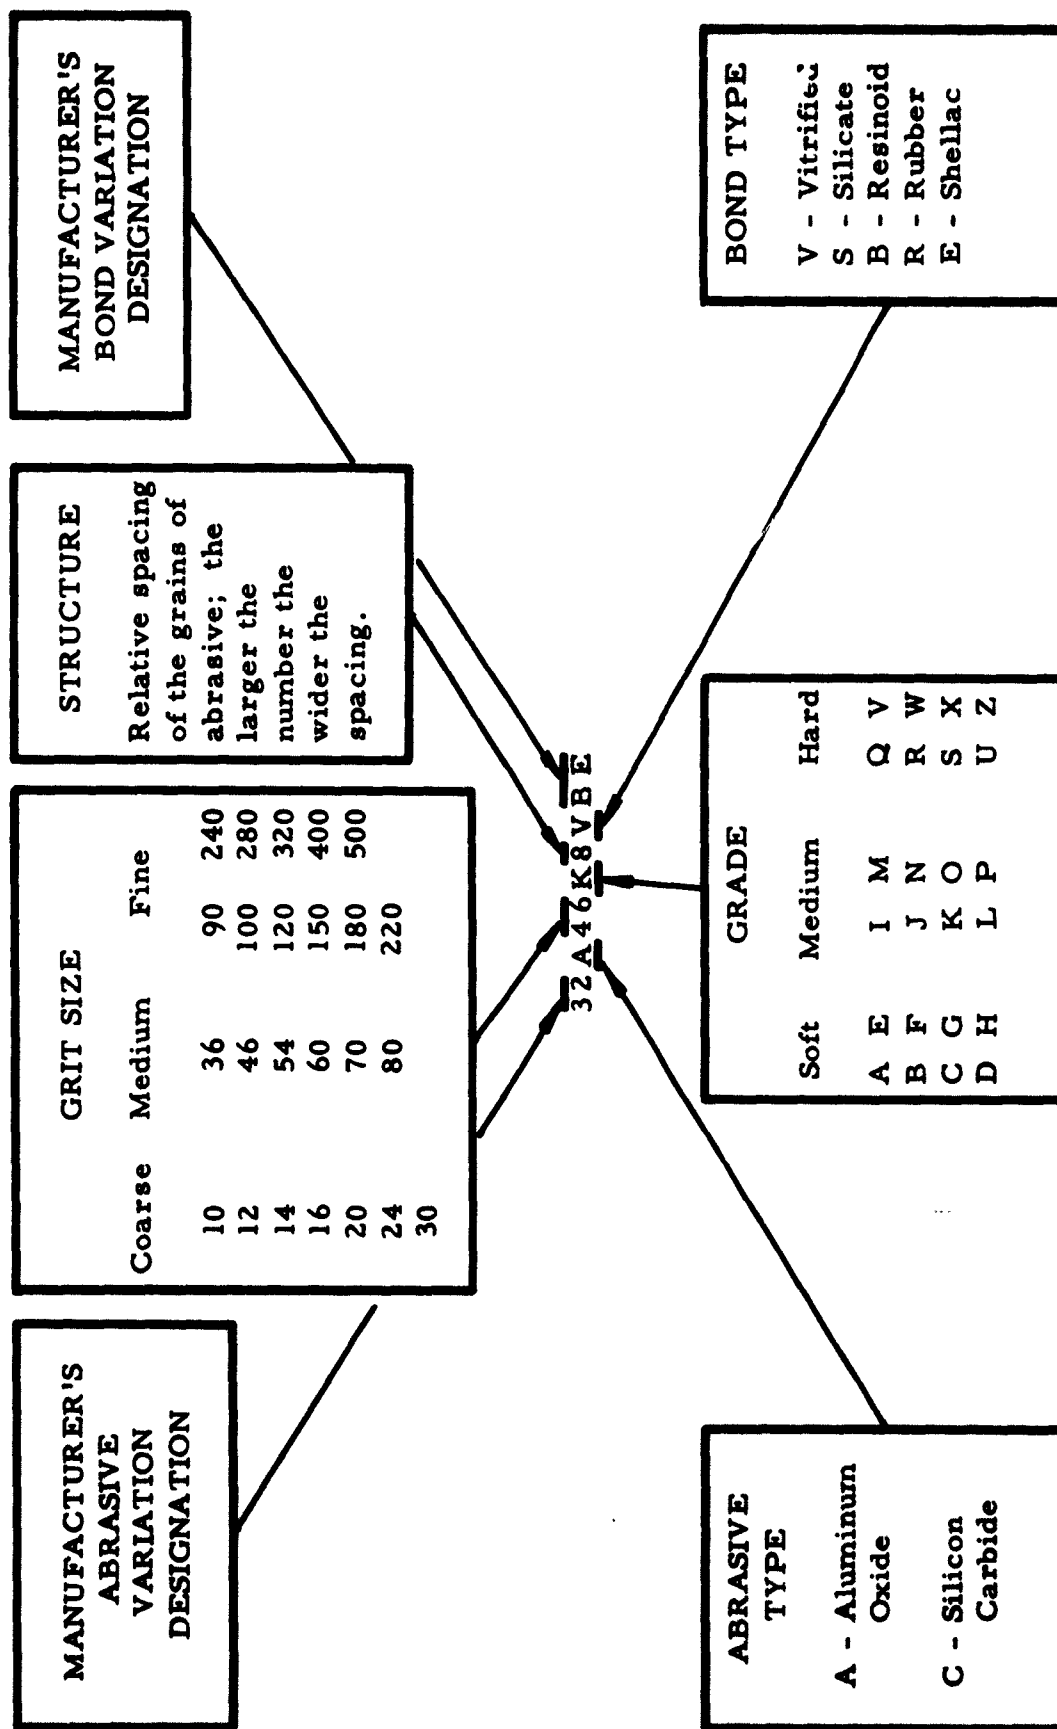 MANUFACTURER'S
ABRASIVE
VARIATION
DESIGNATION
GRIT SIZE
Coarse Medium Fine
10 36 90 240
12 46 100 280
14 54 120 320
16 60 150 400
20 70 180 500
24 80 220
30
STRUCTURE
Relative spacing
of the grains of
abrasive; the
larger the
number the
wider the
spacing.
MANUFACTURER'S
BOND VARIATION
DESIGNATION
32A46K8VBE
ABRASIVE
TYPE
A - Aluminum
Oxide
C - Silicon
Carbide
GRADE
Soft Medium Hard
A E I M Q V
B F J N R W
C G K O S X
D H L P U Z
BOND TYPE
V - Vitrified
S - Silicate
B - Resinoid
R - Rubber
E - Shellac